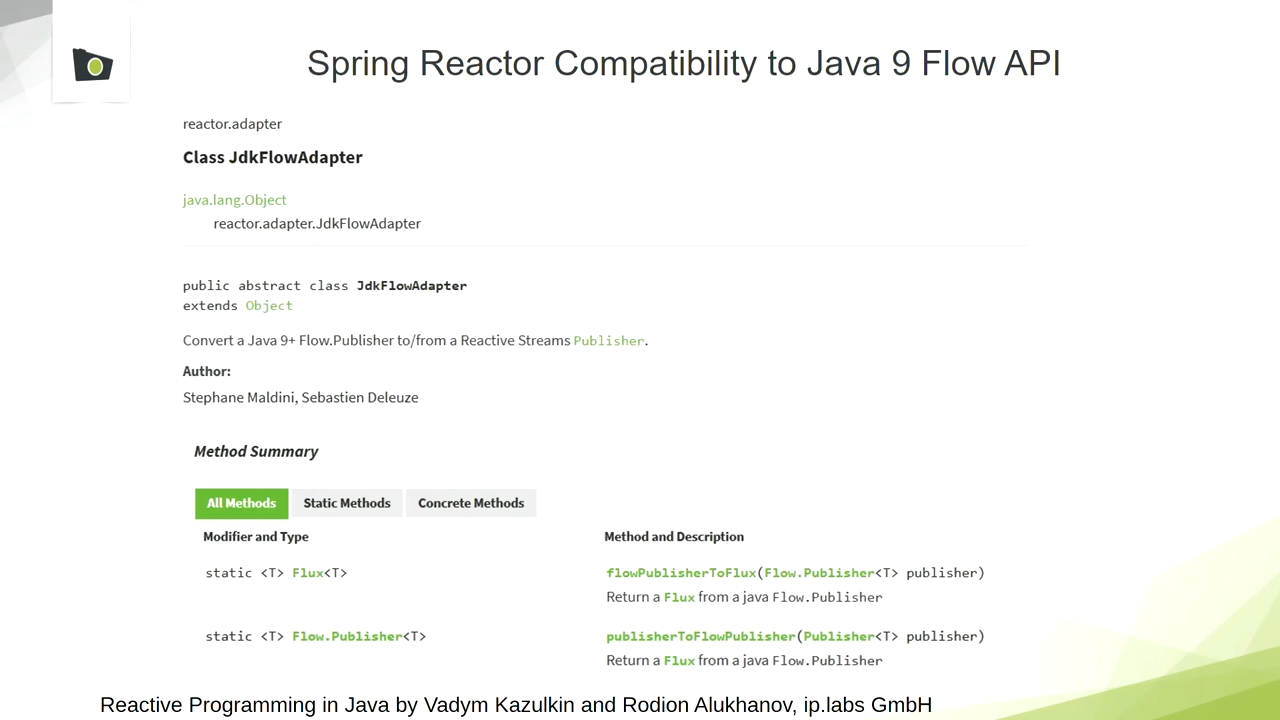 Spring Reactor Compatibility to Java 9 Flow API
reactor.adapter
Class JdkFlowAdapter
java.lang.Object
reactor.adapter.JdkFlowAdapter
public abstract class JdkFlowAdapter
extends Object
Convert a Java 9+ Flow.Publisher to/from a Reactive Streams Publisher.
Author:
Stephane Maldini, Sebastien Deleuze
Method Summary
All Methods Static Methods Concrete Methods
Modifier and Type Method and Description
static <T> Flux<T> flowPublisherToFlux(Flow.Publisher<T> publisher)
Return a Flux from a java Flow.Publisher
static <T> Flow.Publisher<T> publisherToFlowPublisher(Publisher<T> publisher)
Return a Flux from a java Flow.Publisher
Reactive Programming in Java by Vadym Kazulkin and Rodion Alukhanov, ip.labs GmbH